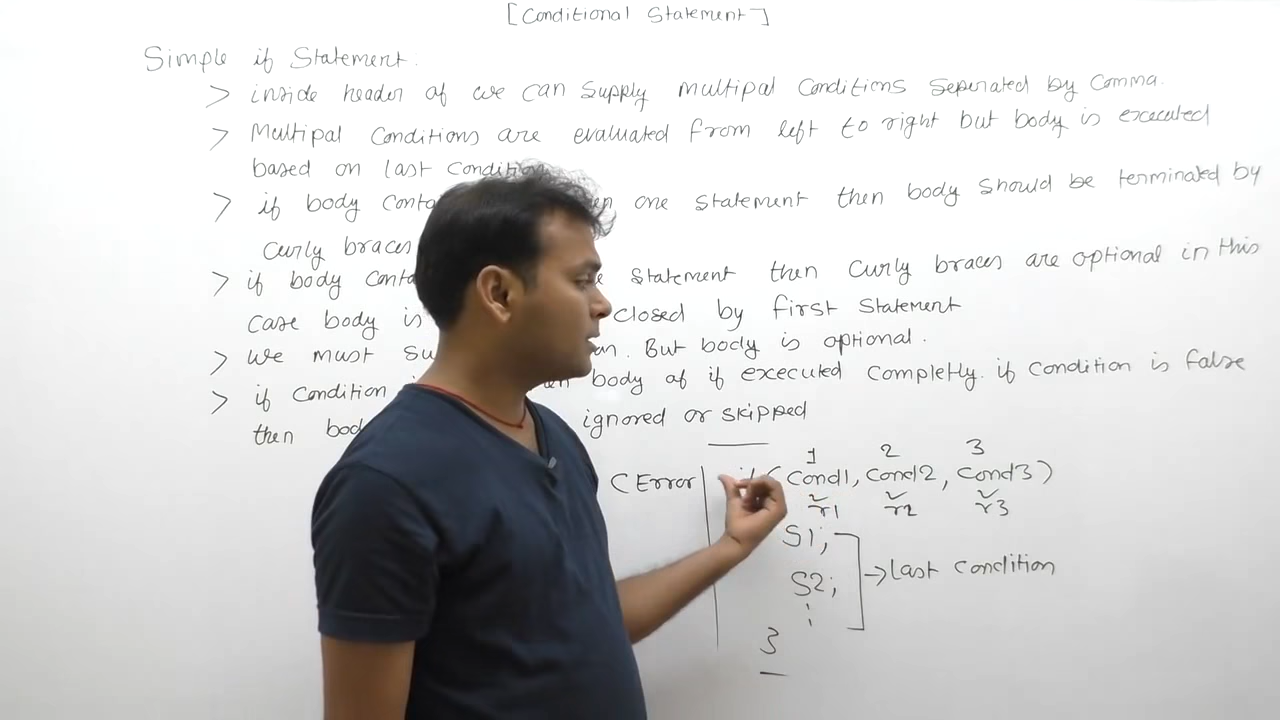 [Conditional Statement]
Simple if Statement.
> inside header of we can supply multipal conditions seperated by comma.
> Multipal conditions are evaluated from left to right but body is executed
based on last condition
> if body conta en one statement then body should be terminated by
curly braces
> if body conta e statement then curly braces are optional in this
case body is closed by first statement
> we must su an. But body is optional.
> if condition body of if executed completly. if condition is false
then bod ignored or skipped
1 2 3
C Error if (cond1, cond2, cond3)
r1 r2 r3
S1;
S2; → Last condition
}